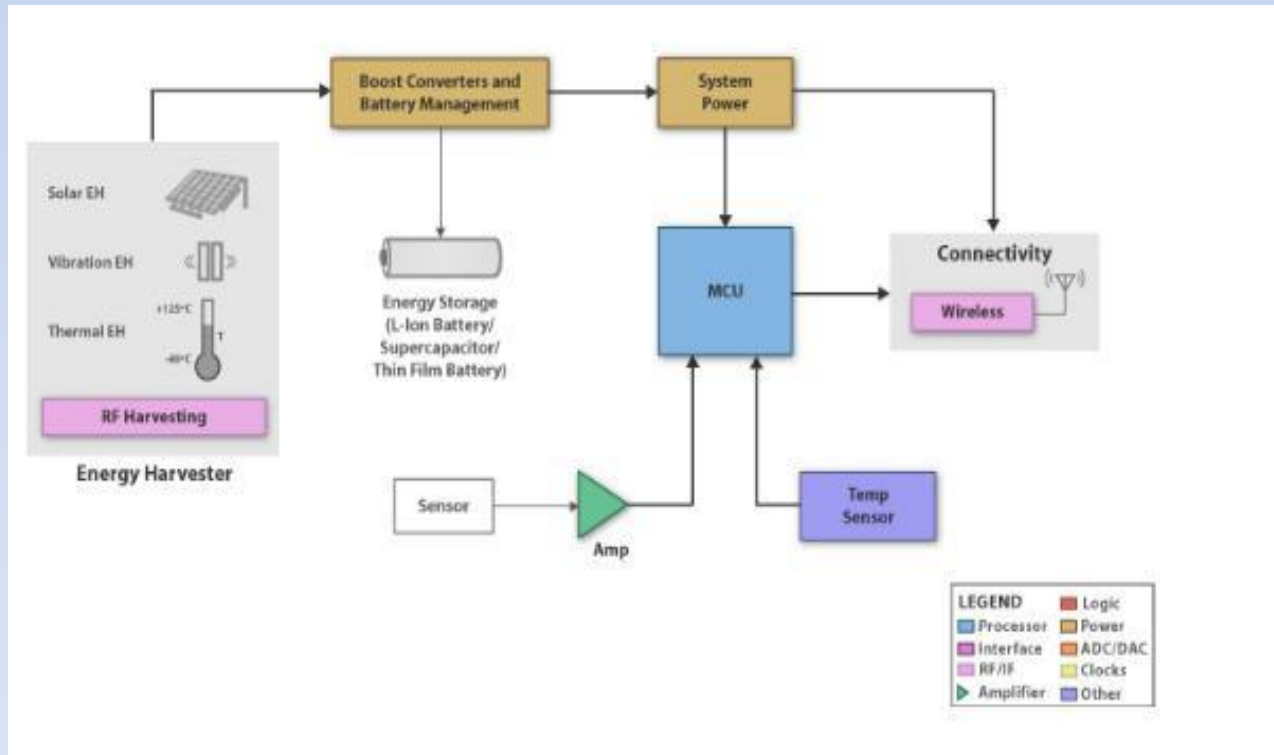 Boost Converters and
Battery Management
System
Power
Solar EH
Vibration EH
+125°C
Thermal EH
T
-40°C
RF Harvesting
Energy Harvester
Energy Storage
(L-Ion Battery/
Supercapacitor/
Thin Film Battery)
MCU
Connectivity
Wireless
Sensor
Amp
Temp
Sensor
LEGEND
Processor
Interface
RF/IF
Amplifier
Logic
Power
ADC/DAC
Clocks
Other